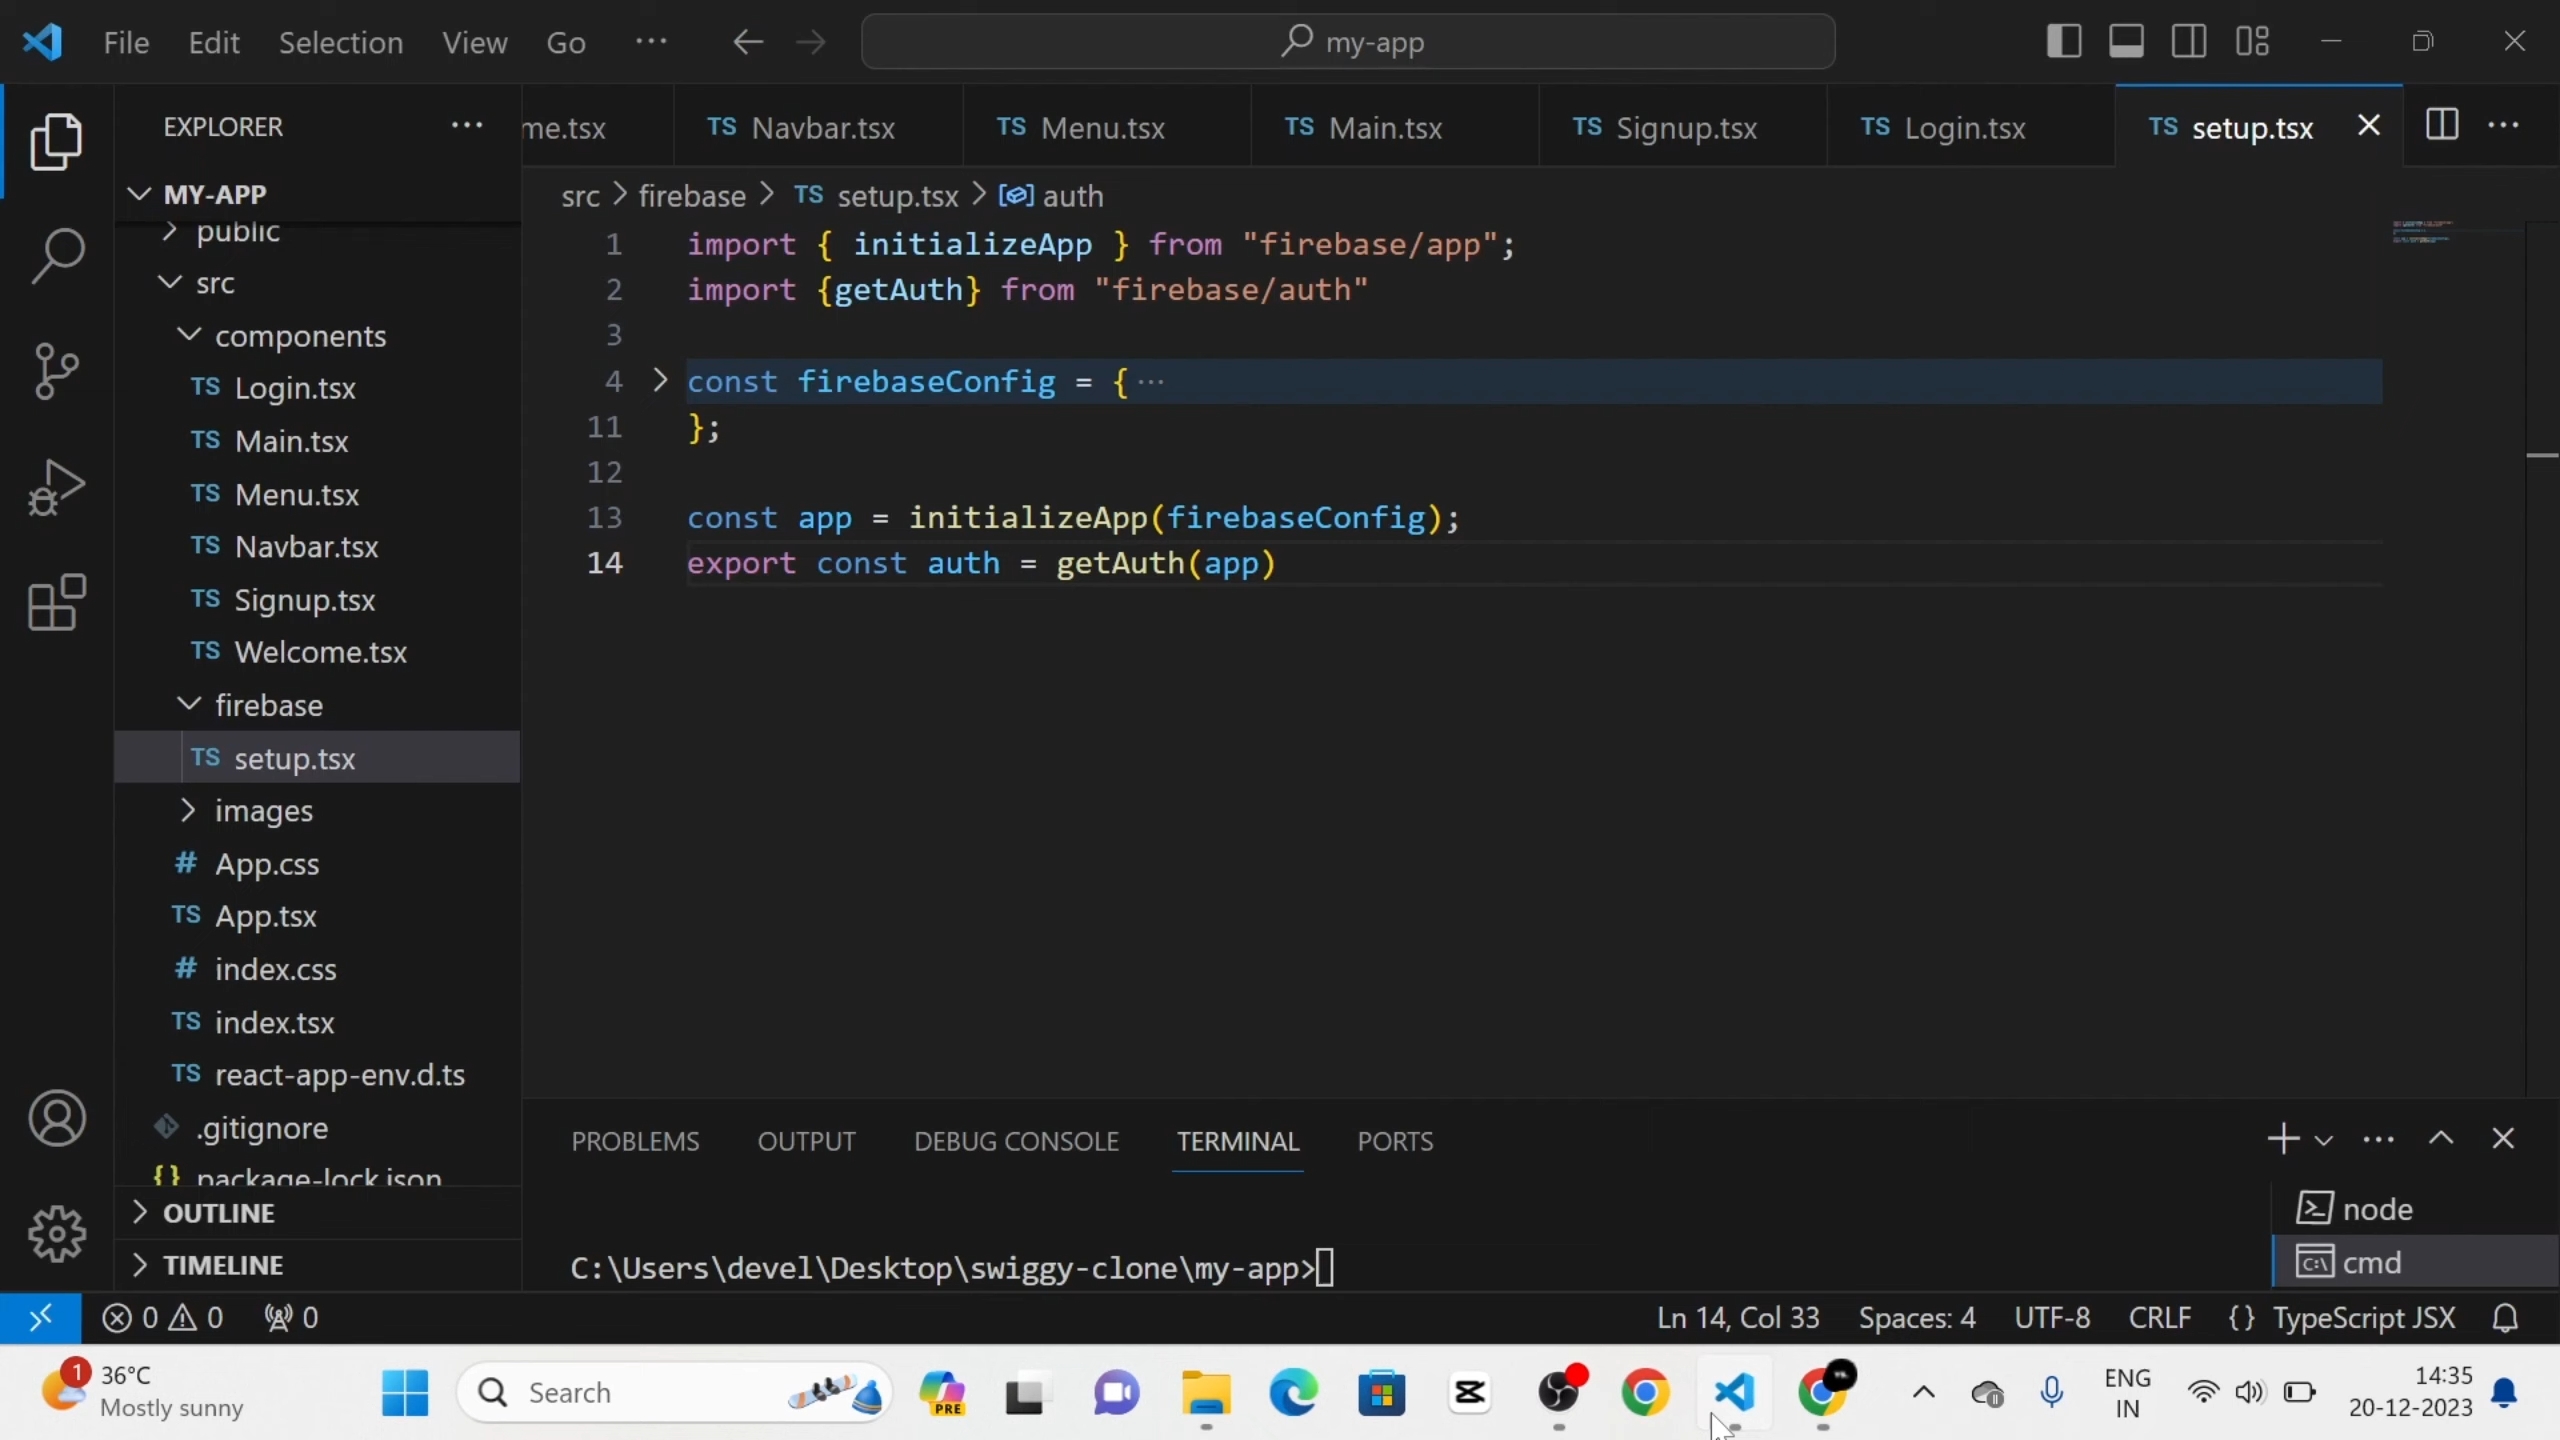 File Edit Selection View Go ··· my-app
EXPLORER ···
MY-APP
public
src
components
TS Login.tsx
TS Main.tsx
TS Menu.tsx
TS Navbar.tsx
TS Signup.tsx
TS Welcome.tsx
firebase
TS setup.tsx
images
# App.css
TS App.tsx
# index.css
TS index.tsx
TS react-app-env.d.ts
.gitignore
{} package-lock.json
OUTLINE
TIMELINE
me.tsx TS Navbar.tsx TS Menu.tsx TS Main.tsx TS Signup.tsx TS Login.tsx TS setup.tsx
src > firebase > TS setup.tsx > auth
1 import { initializeApp } from "firebase/app";
2 import {getAuth} from "firebase/auth"
3
4 const firebaseConfig = { ···
11 };
12
13 const app = initializeApp(firebaseConfig);
14 export const auth = getAuth(app)
PROBLEMS OUTPUT DEBUG CONSOLE TERMINAL PORTS
C:\Users\devel\Desktop\swiggy-clone\my-app>
node
cmd
0 0 0 Ln 14, Col 33 Spaces: 4 UTF-8 CRLF {} TypeScript JSX
1 36°C
Mostly sunny
Search
PRE
ENG
IN
14:35
20-12-2023